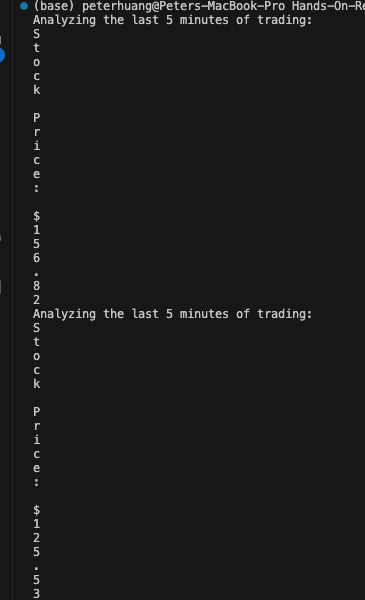 (base) peterhuang@Peters-MacBook-Pro Hands-On-Re
Analyzing the last 5 minutes of trading:
S
t
o
c
k

P
r
i
c
e
:

$
1
5
6
.
8
2
Analyzing the last 5 minutes of trading:
S
t
o
c
k

P
r
i
c
e
:

$
1
2
5
.
5
3